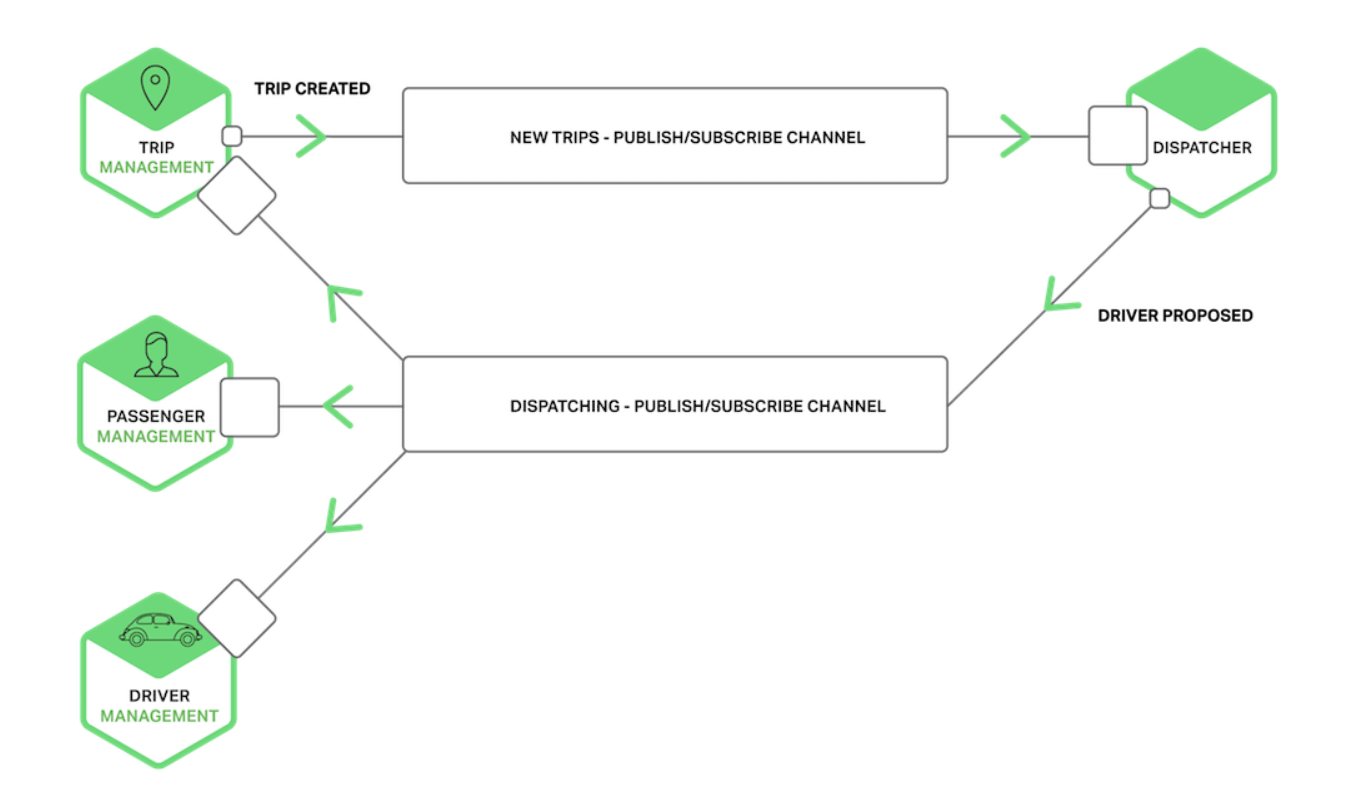 TRIP CREATED
NEW TRIPS - PUBLISH/SUBSCRIBE CHANNEL
TRIP
MANAGEMENT
DISPATCHER
DRIVER PROPOSED
PASSENGER
MANAGEMENT
DISPATCHING - PUBLISH/SUBSCRIBE CHANNEL
DRIVER
MANAGEMENT